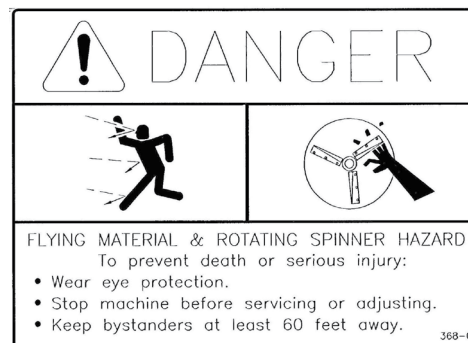 DANGER
FLYING MATERIAL & ROTATING SPINNER HAZARD
To prevent death or serious injury:
• Wear eye protection.
• Stop machine before servicing or adjusting.
• Keep bystanders at least 60 feet away.